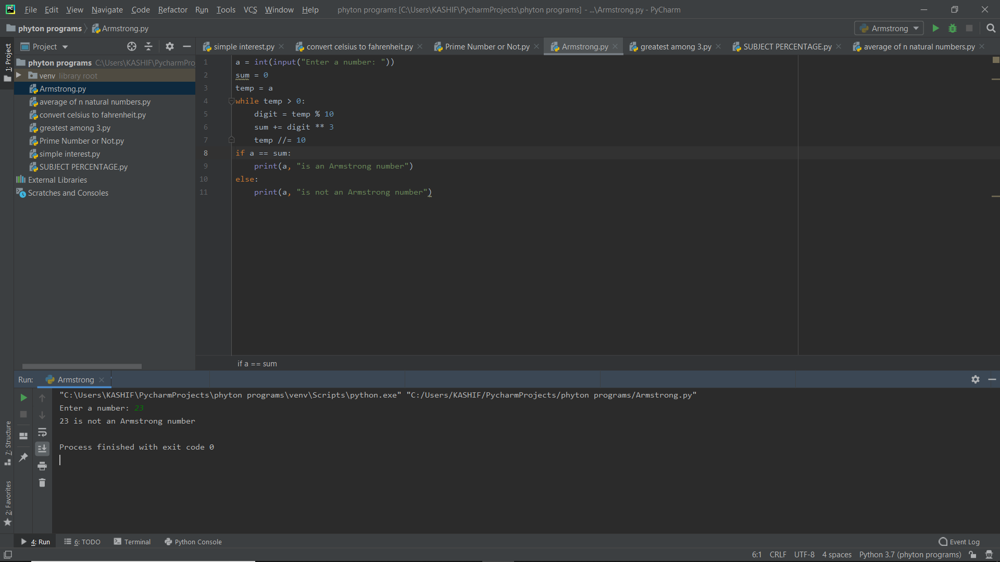 File Edit View Navigate Code Refactor Run Tools VCS Window Help phyton programs [C:\Users\KASHIF\PycharmProjects\phyton programs] - ...\Armstrong.py - PyCharm
phyton programs Armstrong.py Armstrong
Project simple interest.py convert celsius to fahrenheit.py Prime Number or Not.py Armstrong.py greatest among 3.py SUBJECT PERCENTAGE.py average of n natural numbers.py
1: Project
phyton programs C:\Users\KASHIF\PycharmPro
venv library root
Armstrong.py
average of n natural numbers.py
convert celsius to fahrenheit.py
greatest among 3.py
Prime Number or Not.py
simple interest.py
SUBJECT PERCENTAGE.py
External Libraries
Scratches and Consoles
1 a = int(input("Enter a number: "))
2 sum = 0
3 temp = a
4 while temp > 0:
5 digit = temp % 10
6 sum += digit ** 3
7 temp //= 10
8 if a == sum:
9 print(a, "is an Armstrong number")
10 else:
11 print(a, "is not an Armstrong number")
if a == sum
Run: Armstrong
"C:\Users\KASHIF\PycharmProjects\phyton programs\venv\Scripts\python.exe" "C:/Users/KASHIF/PycharmProjects/phyton programs/Armstrong.py"
Enter a number: 23
23 is not an Armstrong number
Process finished with exit code 0
7: Structure
2: Favorites
4: Run 6: TODO Terminal Python Console Event Log
6:1 CRLF UTF-8 4 spaces Python 3.7 (phyton programs)